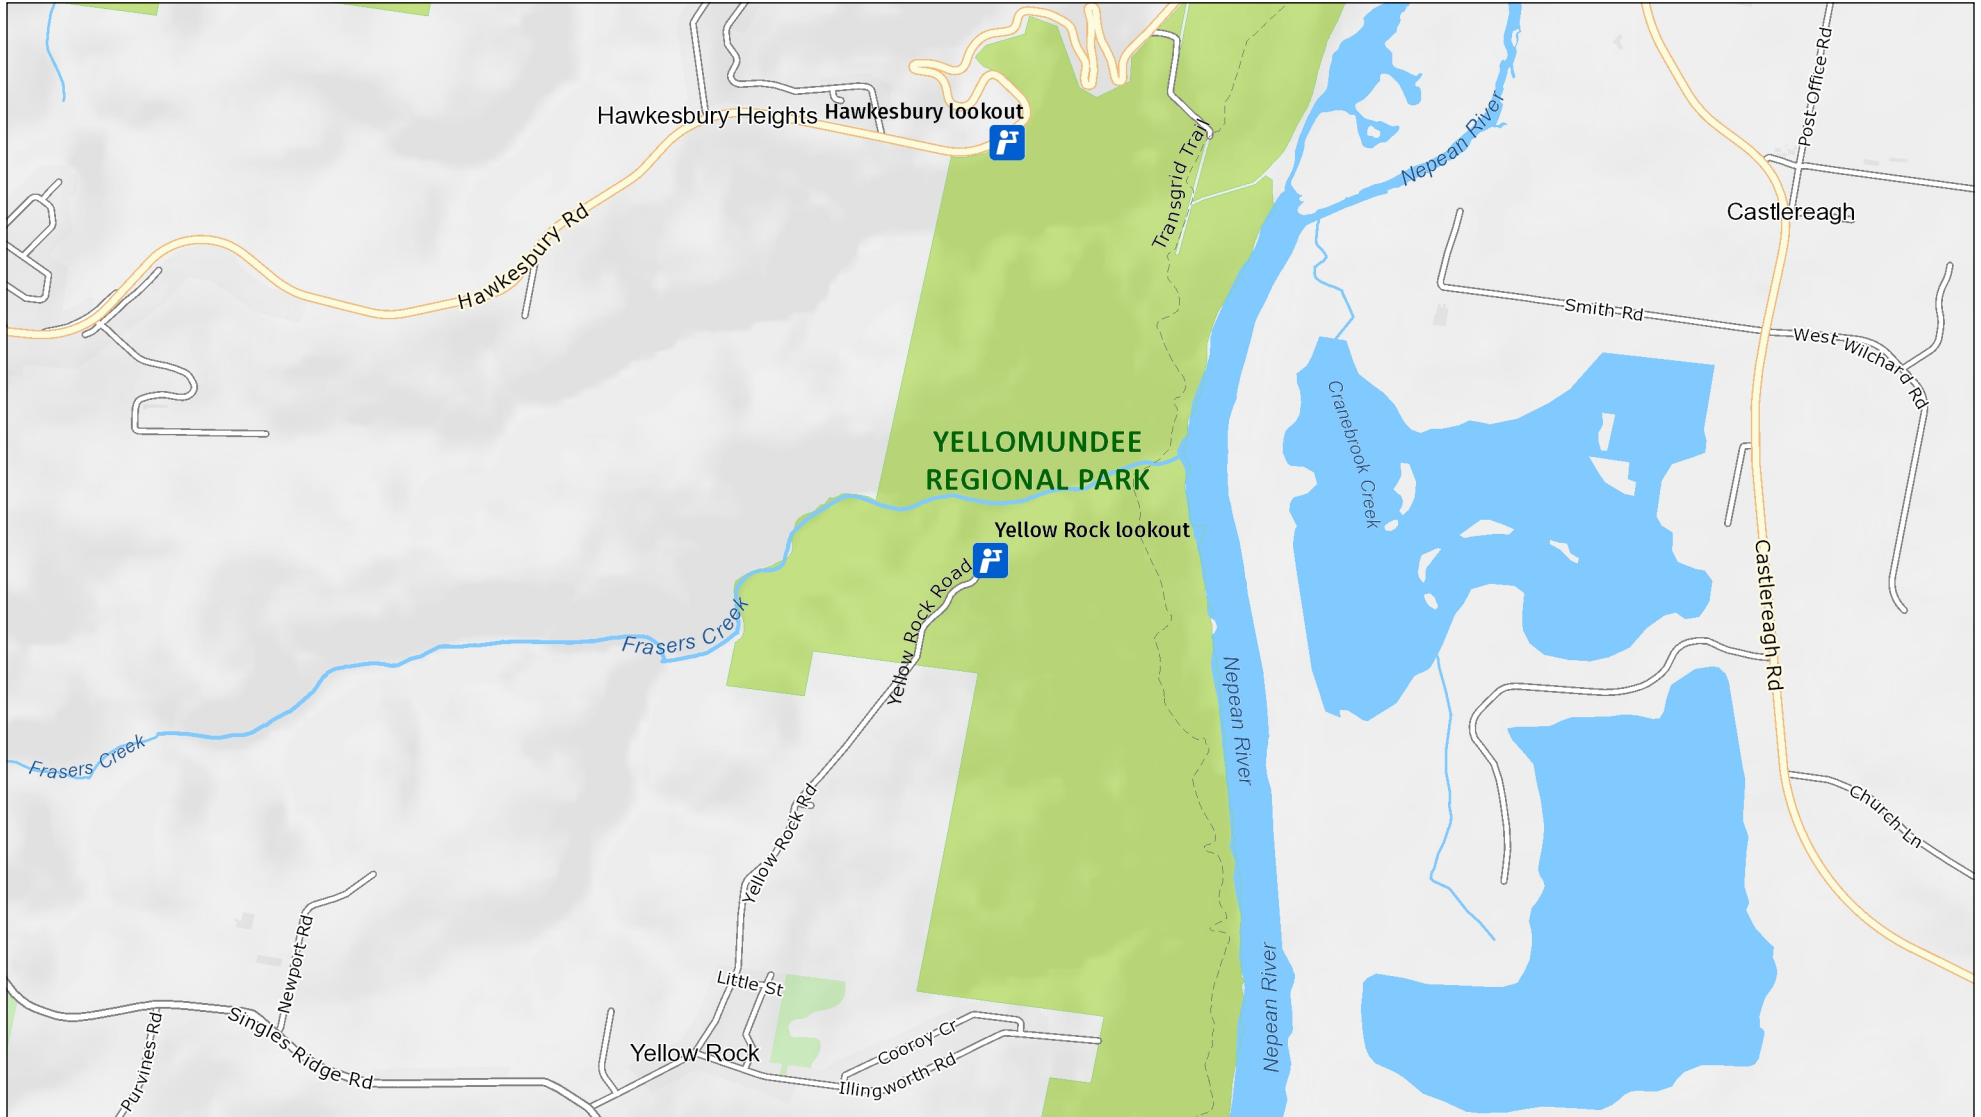 Post-Office-Rd
Hawkesbury Heights
Hawkesbury lookout
Nepean River
Transgrid Trail
Castlereagh
Hawkesbury Rd
Smith Rd
West Wilchard Rd
Cranebrook Creek
YELLOMUNDEE
REGIONAL PARK
Yellow Rock lookout
Yellow Rock Road
Castlereagh Rd
Frasers Creek
Nepean River
Frasers Creek
Yellow Rock Rd
Church Ln
Newport Rd
Little St
Nepean River
Singles Ridge Rd
Purvines Rd
Yellow Rock
Cooroy Cr
Illingworth Rd